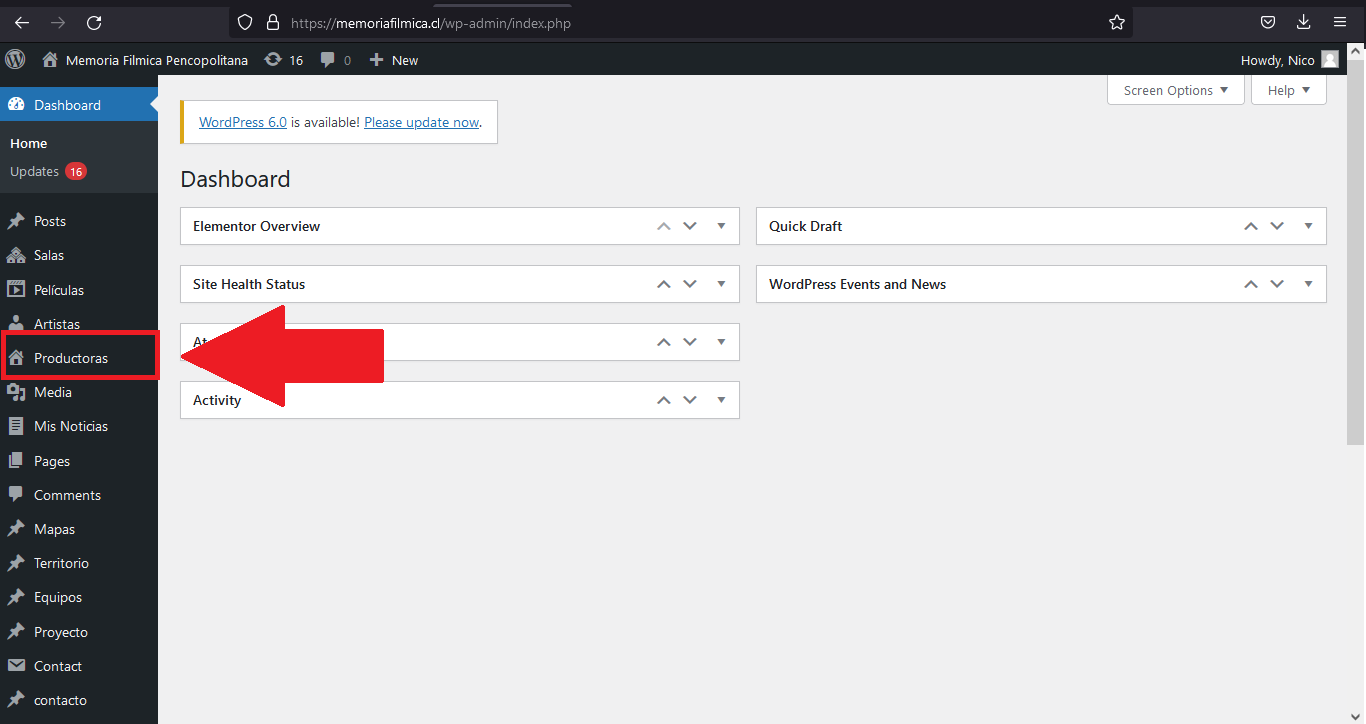 https://memoriafilmica.cl/wp-admin/index.php
Memoria Filmica Pencopolitana 16 0 New Howdy, Nico
Dashboard
Home
Updates 16
Posts
Salas
Películas
Artistas
Productoras
Media
Mis Noticias
Pages
Comments
Mapas
Territorio
Equipos
Proyecto
Contact
contacto
Screen Options Help
WordPress 6.0 is available! Please update now.
Dashboard
Elementor Overview
Site Health Status
At
Activity
Quick Draft
WordPress Events and News